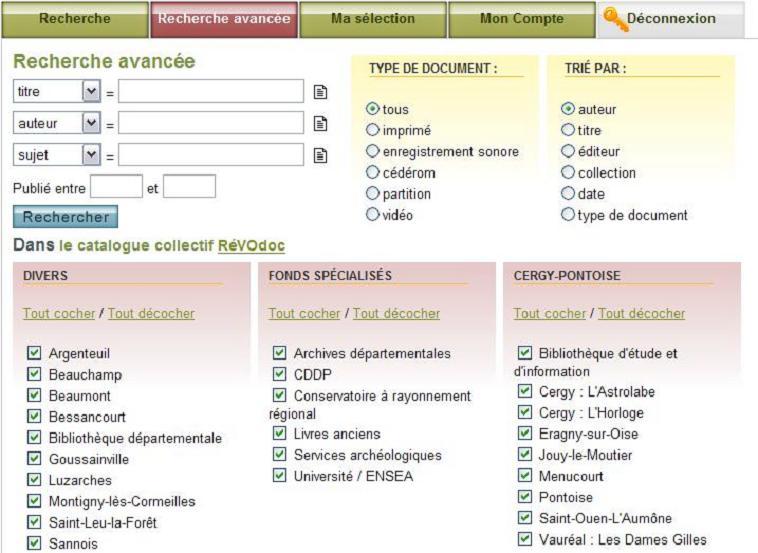 Recherche
Recherche avancée
Ma sélection
Mon Compte
Déconnexion
Recherche avancée
titre =
auteur =
sujet =
Publié entre et
Rechercher
TYPE DE DOCUMENT :
tous
imprimé
enregistrement sonore
cédérom
partition
vidéo
TRIÉ PAR :
auteur
titre
éditeur
collection
date
type de document
Dans le catalogue collectif RéVOdoc
DIVERS
Tout cocher / Tout décocher
Argenteuil
Beauchamp
Beaumont
Bessancourt
Bibliothèque départementale
Goussainville
Luzarches
Montigny-lès-Cormeilles
Saint-Leu-la-Forêt
Sannois
FONDS SPÉCIALISÉS
Tout cocher / Tout décocher
Archives départementales
CDDP
Conservatoire à rayonnement
régional
Livres anciens
Services archéologiques
Université / ENSEA
CERGY-PONTOISE
Tout cocher / Tout décocher
Bibliothèque d'étude et
d'information
Cergy : L'Astrolabe
Cergy : L'Horloge
Eragny-sur-Oise
Jouy-le-Moutier
Menucourt
Pontoise
Saint-Ouen-L'Aumône
Vauréal : Les Dames Gilles